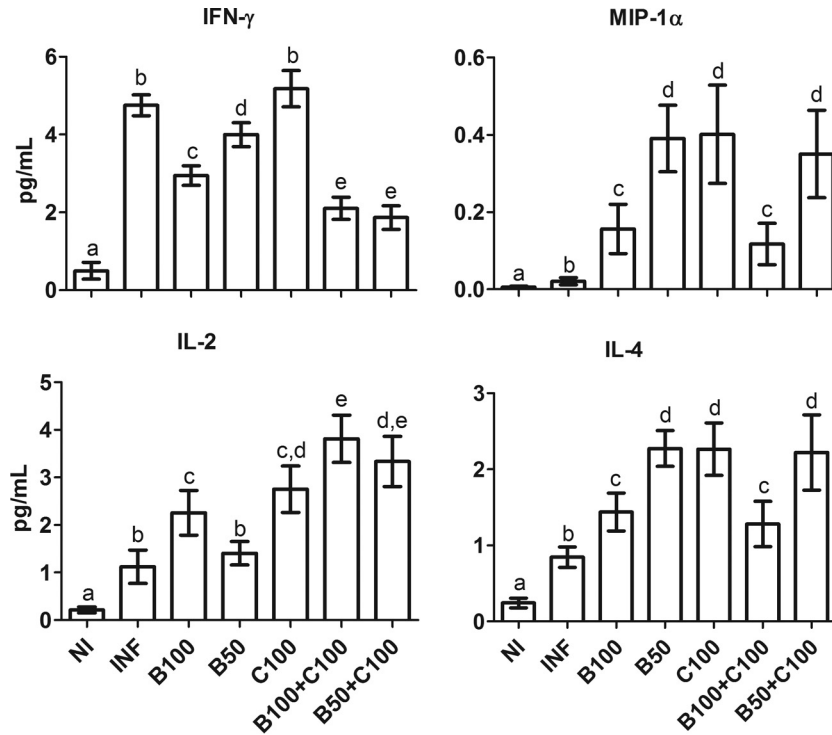 IFN-γ
pg/mL
6
4
2
0
a
b
c
d
b
e
e
MIP-1α
0.6
0.4
0.2
0.0
a
b
c
d
d
c
d
IL-2
pg/mL
5
4
3
2
1
0
a
b
c
b
c,d
e
d,e
NI
INF
B100
B50
C100
B100+C100
B50+C100
IL-4
3
2
1
0
a
b
c
d
d
c
d
NI
INF
B100
B50
C100
B100+C100
B50+C100